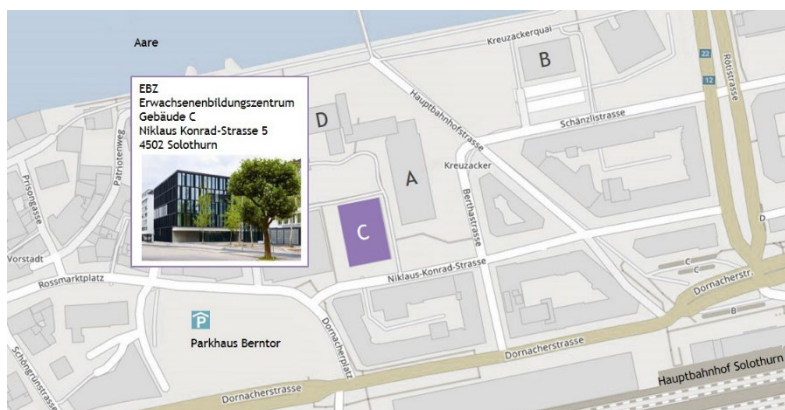 Aare
EBZ
Erwachsenenbildungszentrum
Gebäude C
Niklaus Konrad-Strasse 5
4502 Solothurn
Kreuzackerquai
B
22
12
Rötistrasse
Hauptbahnhofstrasse
Schänzlistrasse
D
Patriotenweg
Prisongasse
Kreuzacker
A
Berthastrasse
C
D
Vorstadt
Niklaus-Konrad-Strasse
C
C
Rossmarktplatz
Dornacherstr.
B
P
Parkhaus Berntor
Dornacherplatz
Dornacherstrasse
Schöngrünstrasse
Hauptbahnhof Solothurn
Dornacherstrasse